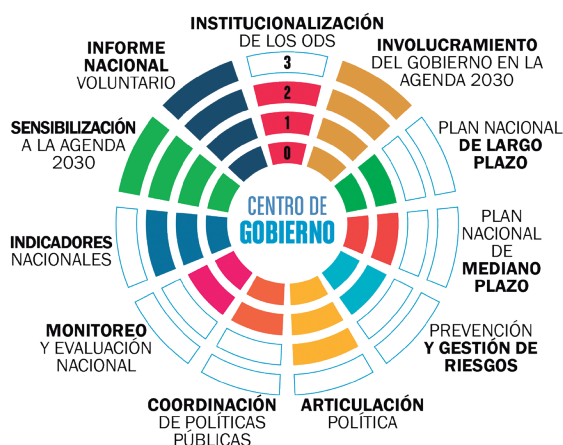 INSTITUCIONALIZACIÓN
DE LOS ODS
3
2
1
0
INVOLUCRAMIENTO
DEL GOBIERNO EN LA
AGENDA 2030
PLAN NACIONAL
DE LARGO
PLAZO
PLAN
NACIONAL
DE
MEDIANO
PLAZO
PREVENCIÓN
Y GESTIÓN DE
RIESGOS
ARTICULACIÓN
POLÍTICA
COORDINACIÓN
DE POLÍTICAS
PÚBLICAS
MONITOREO
Y EVALUACIÓN
NACIONAL
INDICADORES
NACIONALES
SENSIBILIZACIÓN
A LA AGENDA
2030
INFORME
NACIONAL
VOLUNTARIO
CENTRO DE
GOBIERNO